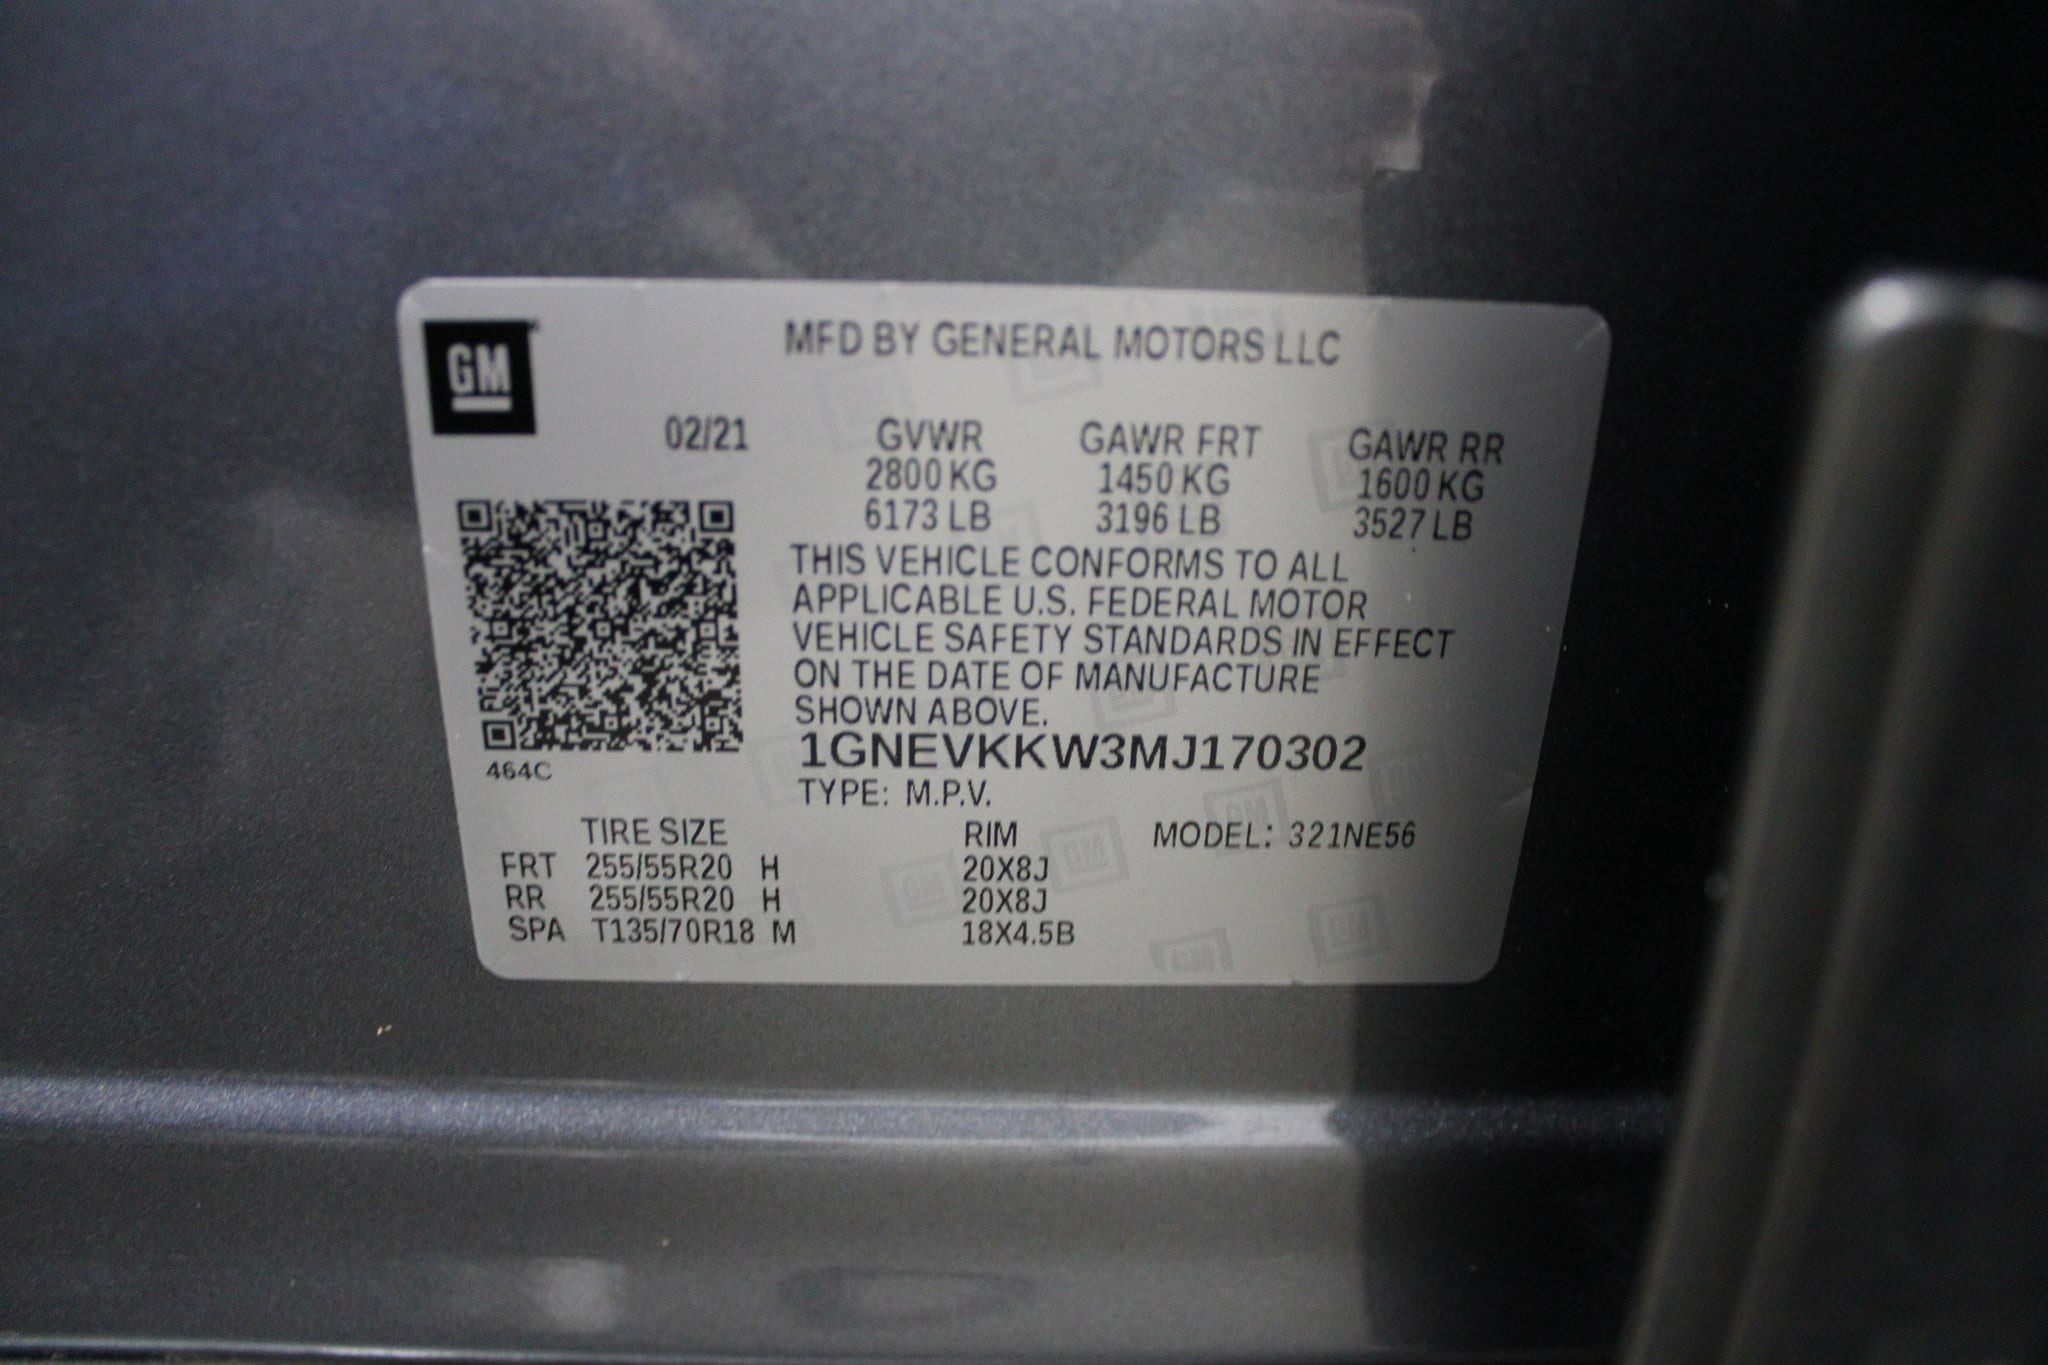 GM
MFD BY GENERAL MOTORS LLC
02/21 GVWR GAWR FRT GAWR RR
2800 KG 1450 KG 1600 KG
6173 LB 3196 LB 3527 LB
THIS VEHICLE CONFORMS TO ALL
APPLICABLE U.S. FEDERAL MOTOR
VEHICLE SAFETY STANDARDS IN EFFECT
ON THE DATE OF MANUFACTURE
SHOWN ABOVE.
1GNEVKKW3MJ170302
464C
TYPE: M.P.V.
TIRE SIZE RIM MODEL: 321NE56
FRT 255/55R20 H 20X8J
RR 255/55R20 H 20X8J
SPA T135/70R18 M 18X4.5B